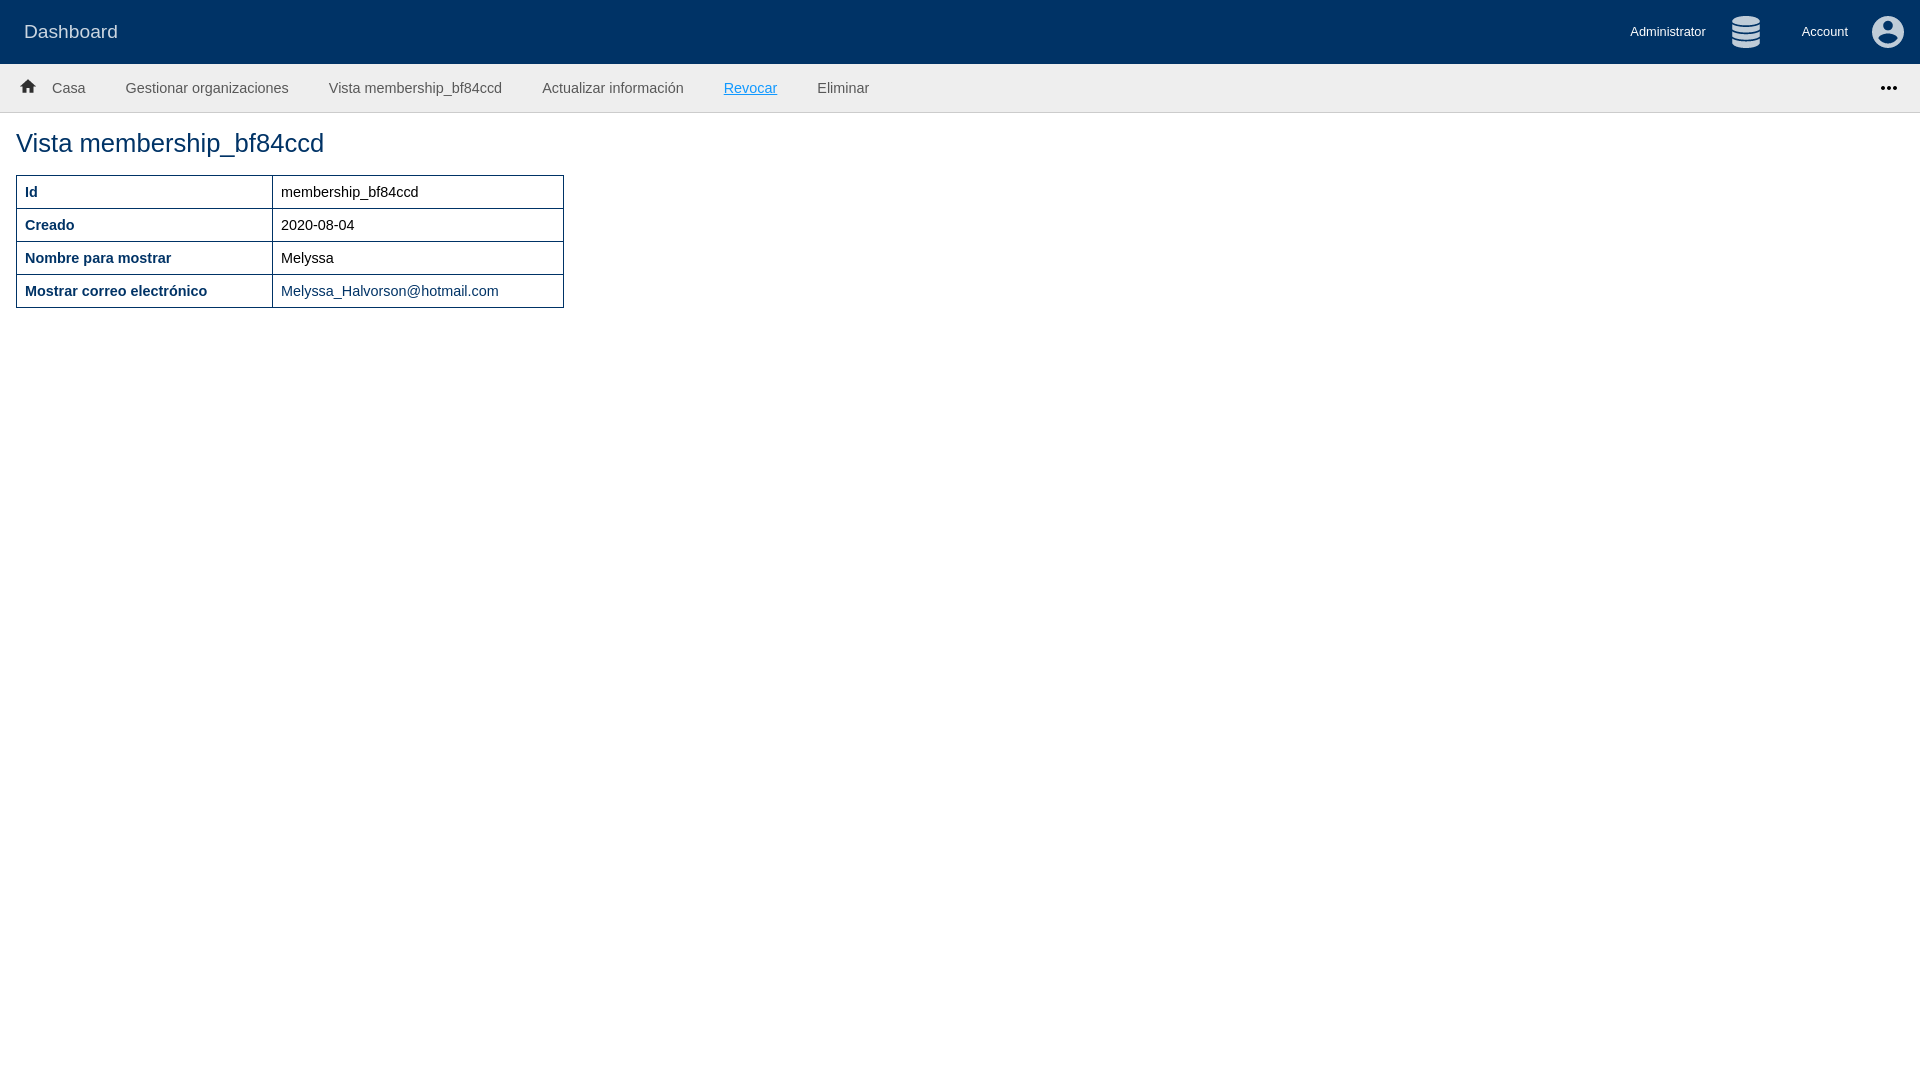 Dashboard
Administrator
Account
Casa
Gestionar organizaciones
Vista membership_bf84ccd
Actualizar información
Revocar
Eliminar
Vista membership_bf84ccd
Id membership_bf84ccd
Creado 2020-08-04
Nombre para mostrar Melyssa
Mostrar correo electrónico Melyssa_Halvorson@hotmail.com